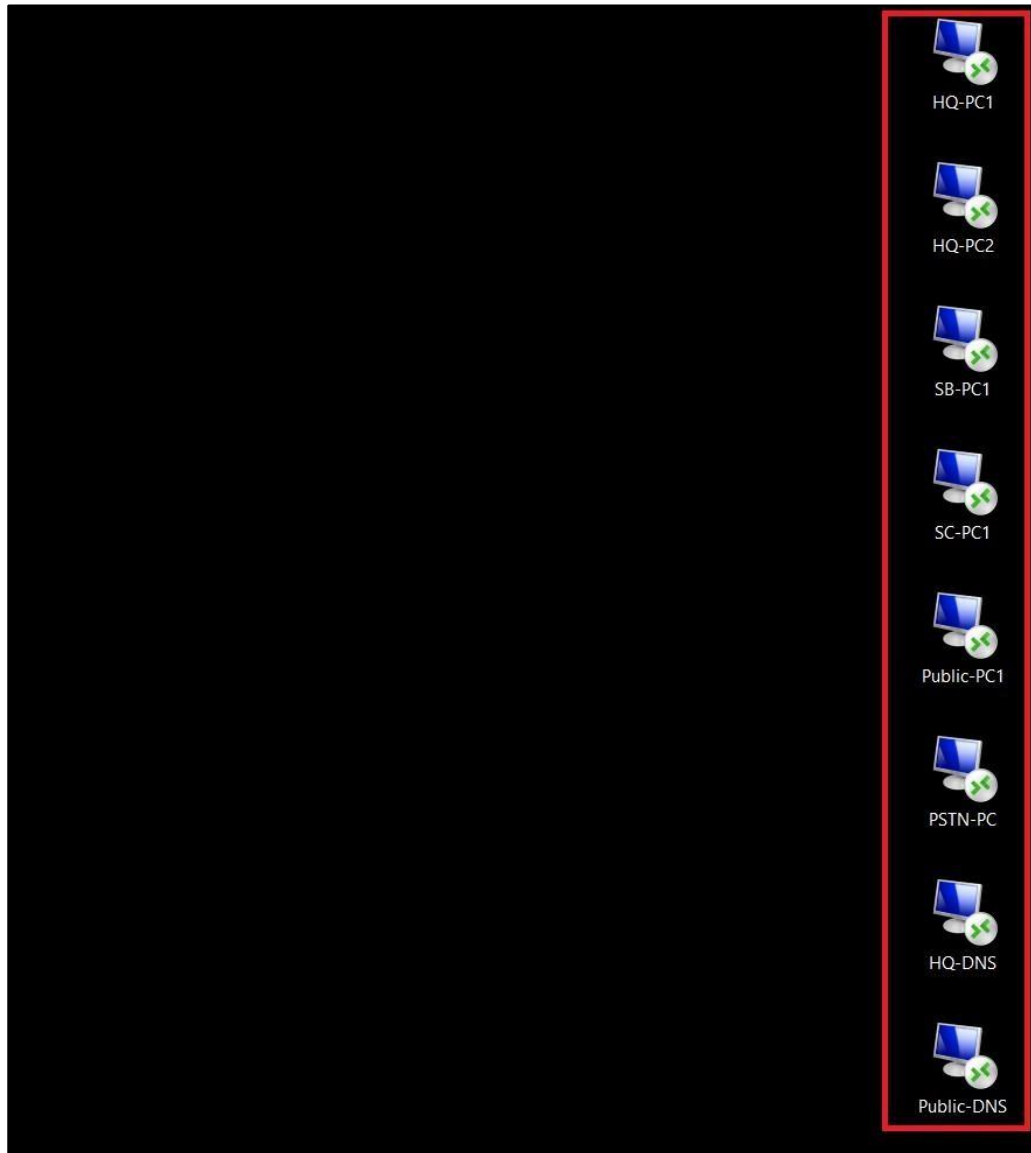 HQ-PC1
HQ-PC2
SB-PC1
SC-PC1
Public-PC1
PSTN-PC
HQ-DNS
Public-DNS